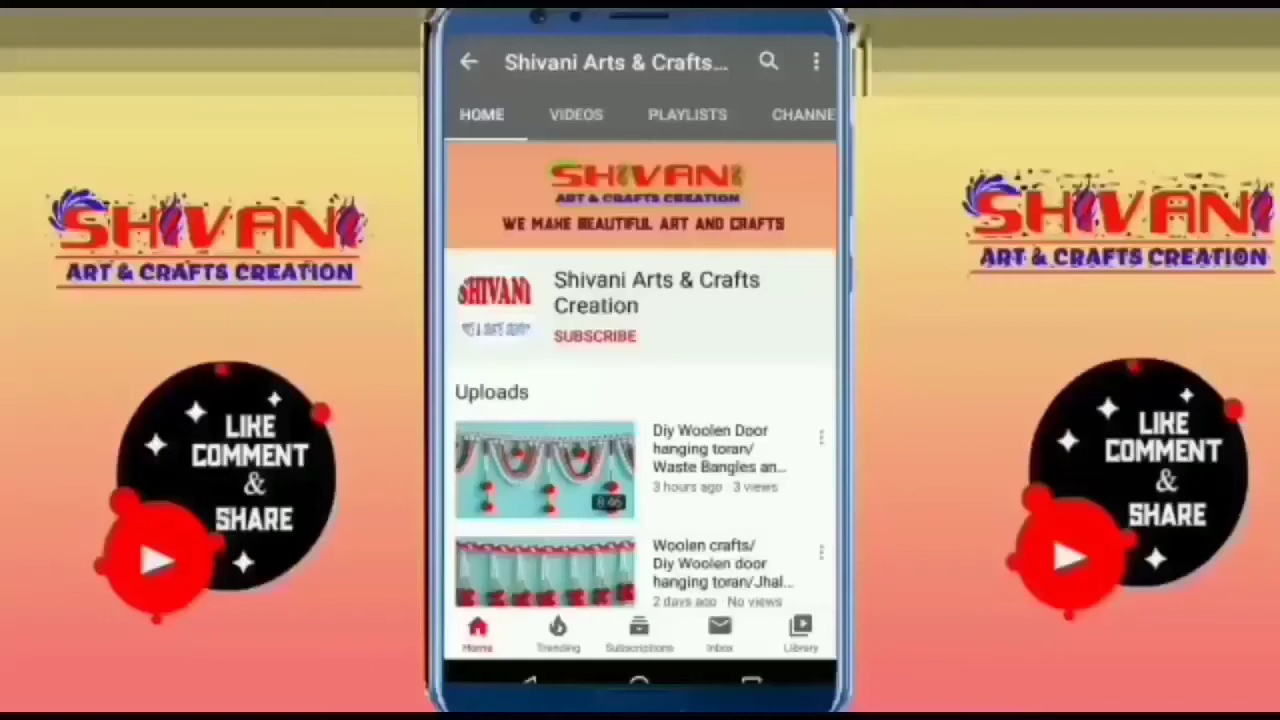 Shivani Arts & Crafts...
HOME VIDEOS PLAYLISTS CHANNE
SHIVANI
ART & CRAFTS CREATION
WE MAKE BEAUTIFUL ART AND CRAFTS
SHIVANI
Shivani Arts & Crafts
Creation
SUBSCRIBE
Uploads
Diy Woolen Door
hanging toran/
Waste Bangles an...
3 hours ago 3 views
8:46
Woolen crafts/
Diy Woolen door
hanging toran/Jhal...
2 days ago No views
Home Trending Subscriptions Inbox Library
SHIVANI
ART & CRAFTS CREATION
LIKE
COMMENT
&
SHARE
SHIVANI
ART & CRAFTS CREATION
LIKE
COMMENT
&
SHARE